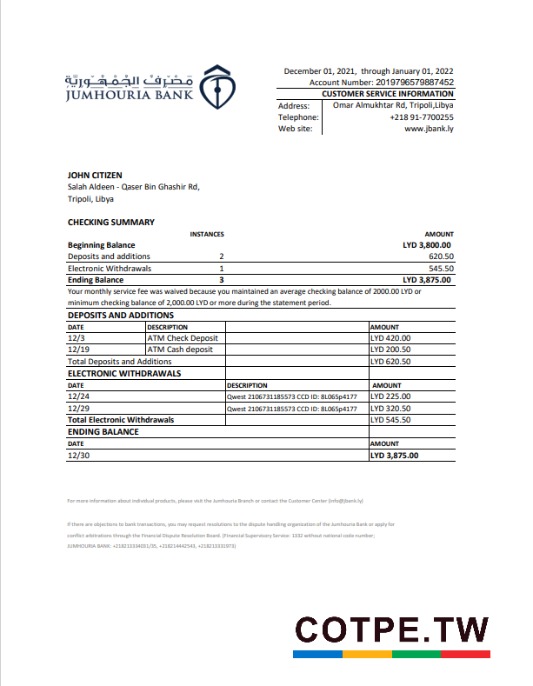 مصرف الجمهورية
JUMHOURIA BANK
December 01, 2021, through January 01, 2022
Account Number: 2019796579887452
CUSTOMER SERVICE INFORMATION
Address: Omar Almukhtar Rd, Tripoli,Libya
Telephone: +218 91-7700255
Web site: www.jbank.ly
JOHN CITIZEN
Salah Aldeen - Qaser Bin Ghashir Rd,
Tripoli, Libya
CHECKING SUMMARY
INSTANCES AMOUNT
Beginning Balance LYD 3,800.00
Deposits and additions 2 620.50
Electronic Withdrawals 1 545.50
Ending Balance 3 LYD 3,875.00
Your monthly service fee was waived because you maintained an average checking balance of 2000.00 LYD or
minimum checking balance of 2,000.00 LYD or more during the statement period.
DEPOSITS AND ADDITIONS
DATE DESCRIPTION AMOUNT
12/3 ATM Check Deposit LYD 420.00
12/19 ATM Cash deposit LYD 200.50
Total Deposits and Additions LYD 620.50
ELECTRONIC WITHDRAWALS
DATE DESCRIPTION AMOUNT
12/24 Qwest 2106731185573 CCD ID: 8L065p4177 LYD 225.00
12/29 Qwest 2106731185573 CCD ID: 8L065p4177 LYD 320.50
Total Electronic Withdrawals LYD 545.50
ENDING BALANCE
DATE AMOUNT
12/30 LYD 3,875.00
For more information about individual products, please visit the Jumhouria Branch or contact the Customer Center (info@jbank.ly)
If there are objections to bank transactions, you may request resolutions to the dispute handling organization of the Jumhouria Bank or apply for
conflict arbitrations through the Financial Dispute Resolution Board. (Financial Supervisory Service: 1332 without national code number;
JUMHOURIA BANK: +218213334031/35, +218214442543, +218213331973)
COTPE.TW